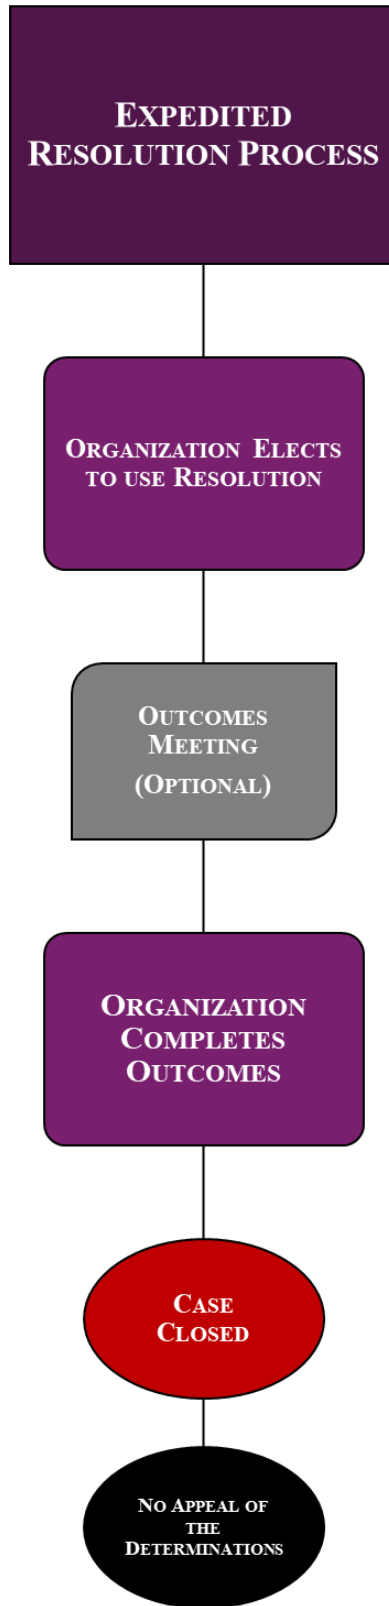 Expedited
Resolution Process
Organization Elects
to use Resolution
Outcomes
Meeting
(Optional)
Organization
Completes
Outcomes
Case
Closed
No Appeal of
the
Determinations